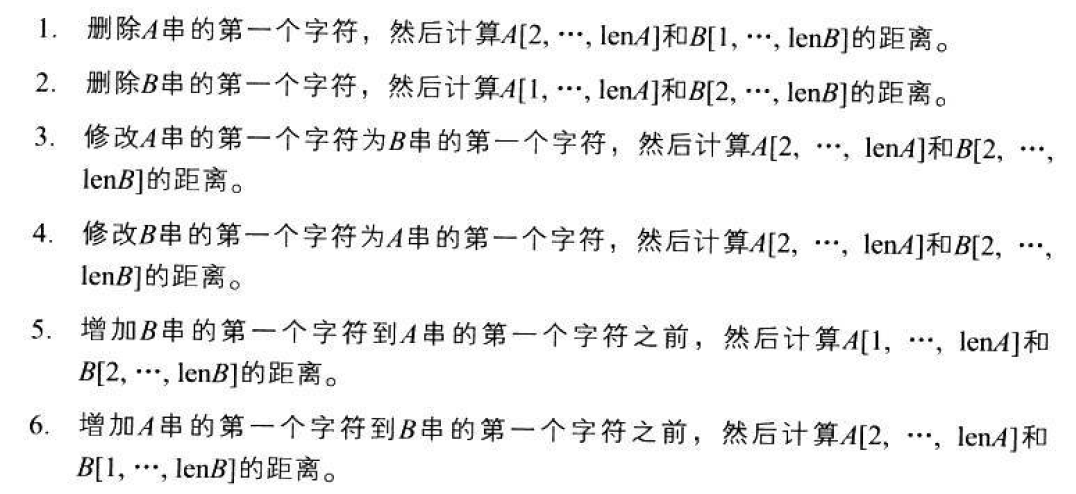 1. 删除A串的第一个字符，然后计算A[2, ···, lenA]和B[1, ···, lenB]的距离。
2. 删除B串的第一个字符，然后计算A[1, ···, lenA]和B[2, ···, lenB]的距离。
3. 修改A串的第一个字符为B串的第一个字符，然后计算A[2, ···, lenA]和B[2, ···,
lenB]的距离。
4. 修改B串的第一个字符为A串的第一个字符，然后计算A[2, ···, lenA]和B[2, ···,
lenB]的距离。
5. 增加B串的第一个字符到A串的第一个字符之前，然后计算A[1, ···, lenA]和
B[2, ···, lenB]的距离。
6. 增加A串的第一个字符到B串的第一个字符之前，然后计算A[2, ···, lenA]和
B[1, ···, lenB]的距离。